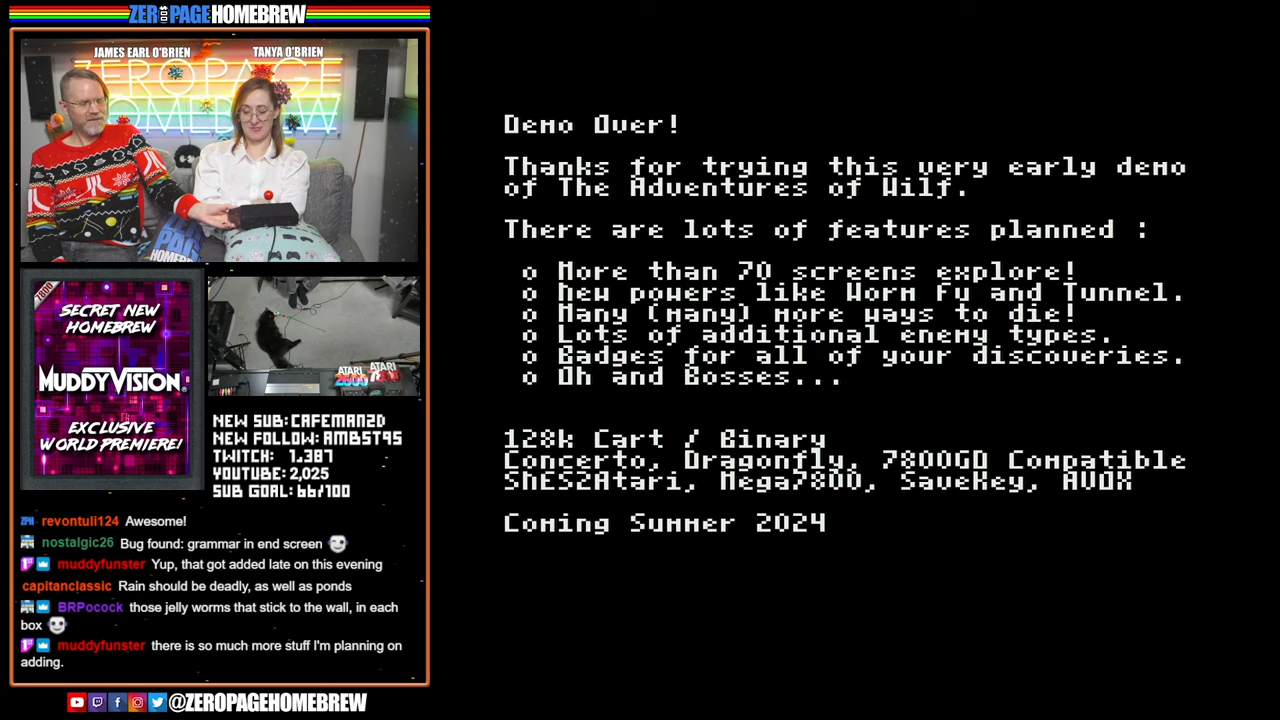 ZEROPAGE HOMEBREW
JAMES EARL O'BRIEN
TANYA O'BRIEN
ZEROPAGE
HOMEBREW
7800
SECRET NEW
HOMEBREW
MUDDYVISION®
EXCLUSIVE
WORLD PREMIERE!
ATARI
2600
ATARI
NEW SUB: CAFEMAN2D
NEW FOLLOW: AMBST95
TWITCH: 1,387
YOUTUBE: 2,025
SUB GOAL: 66/100
revontuli124 Awesome!
nostalgic26 Bug found: grammar in end screen
muddyfunster Yup, that got added late on this evening
capitanclassic Rain should be deadly, as well as ponds
BRPocock those jelly worms that stick to the wall, in each
box
muddyfunster there is so much more stuff I'm planning on
adding.
@ZEROPAGEHOMEBREW
Demo Over!
Thanks for trying this very early demo
of The Adventures of Wilf.
There are lots of features planned :
o More than 70 screens explore!
o new powers like Worm Fu and Tunnel.
o Many (many) more ways to die!
o Lots of additional enemy types.
o Badges for all of your discoveries.
o Oh and Bosses...
128k Cart / Binary
Concerto, Dragonfly, 7800GD Compatible
SNES2Atari, Mega7800, SaveKey, AVOX
Coming Summer 2024